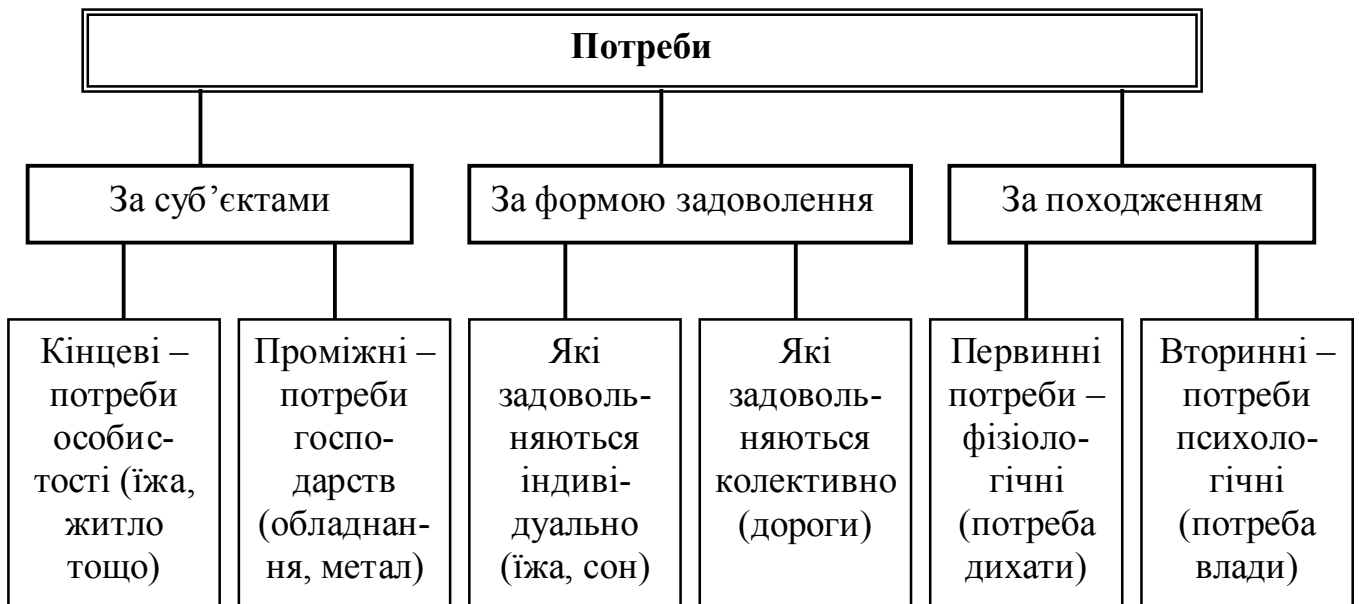 Потреби
За суб’єктами
За формою задоволення
За походженням
Кінцеві –
потреби
особис-
тості (їжа,
житло
тощо)
Проміжні –
потреби
госпо-
дарств
(обладнан-
ня, метал)
Які
задоволь-
няються
індиві-
дуально
(їжа, сон)
Які
задоволь-
няються
колективно
(дороги)
Первинні
потреби –
фізіоло-
гічні
(потреба
дихати)
Вторинні –
потреби
психоло-
гічні
(потреба
влади)